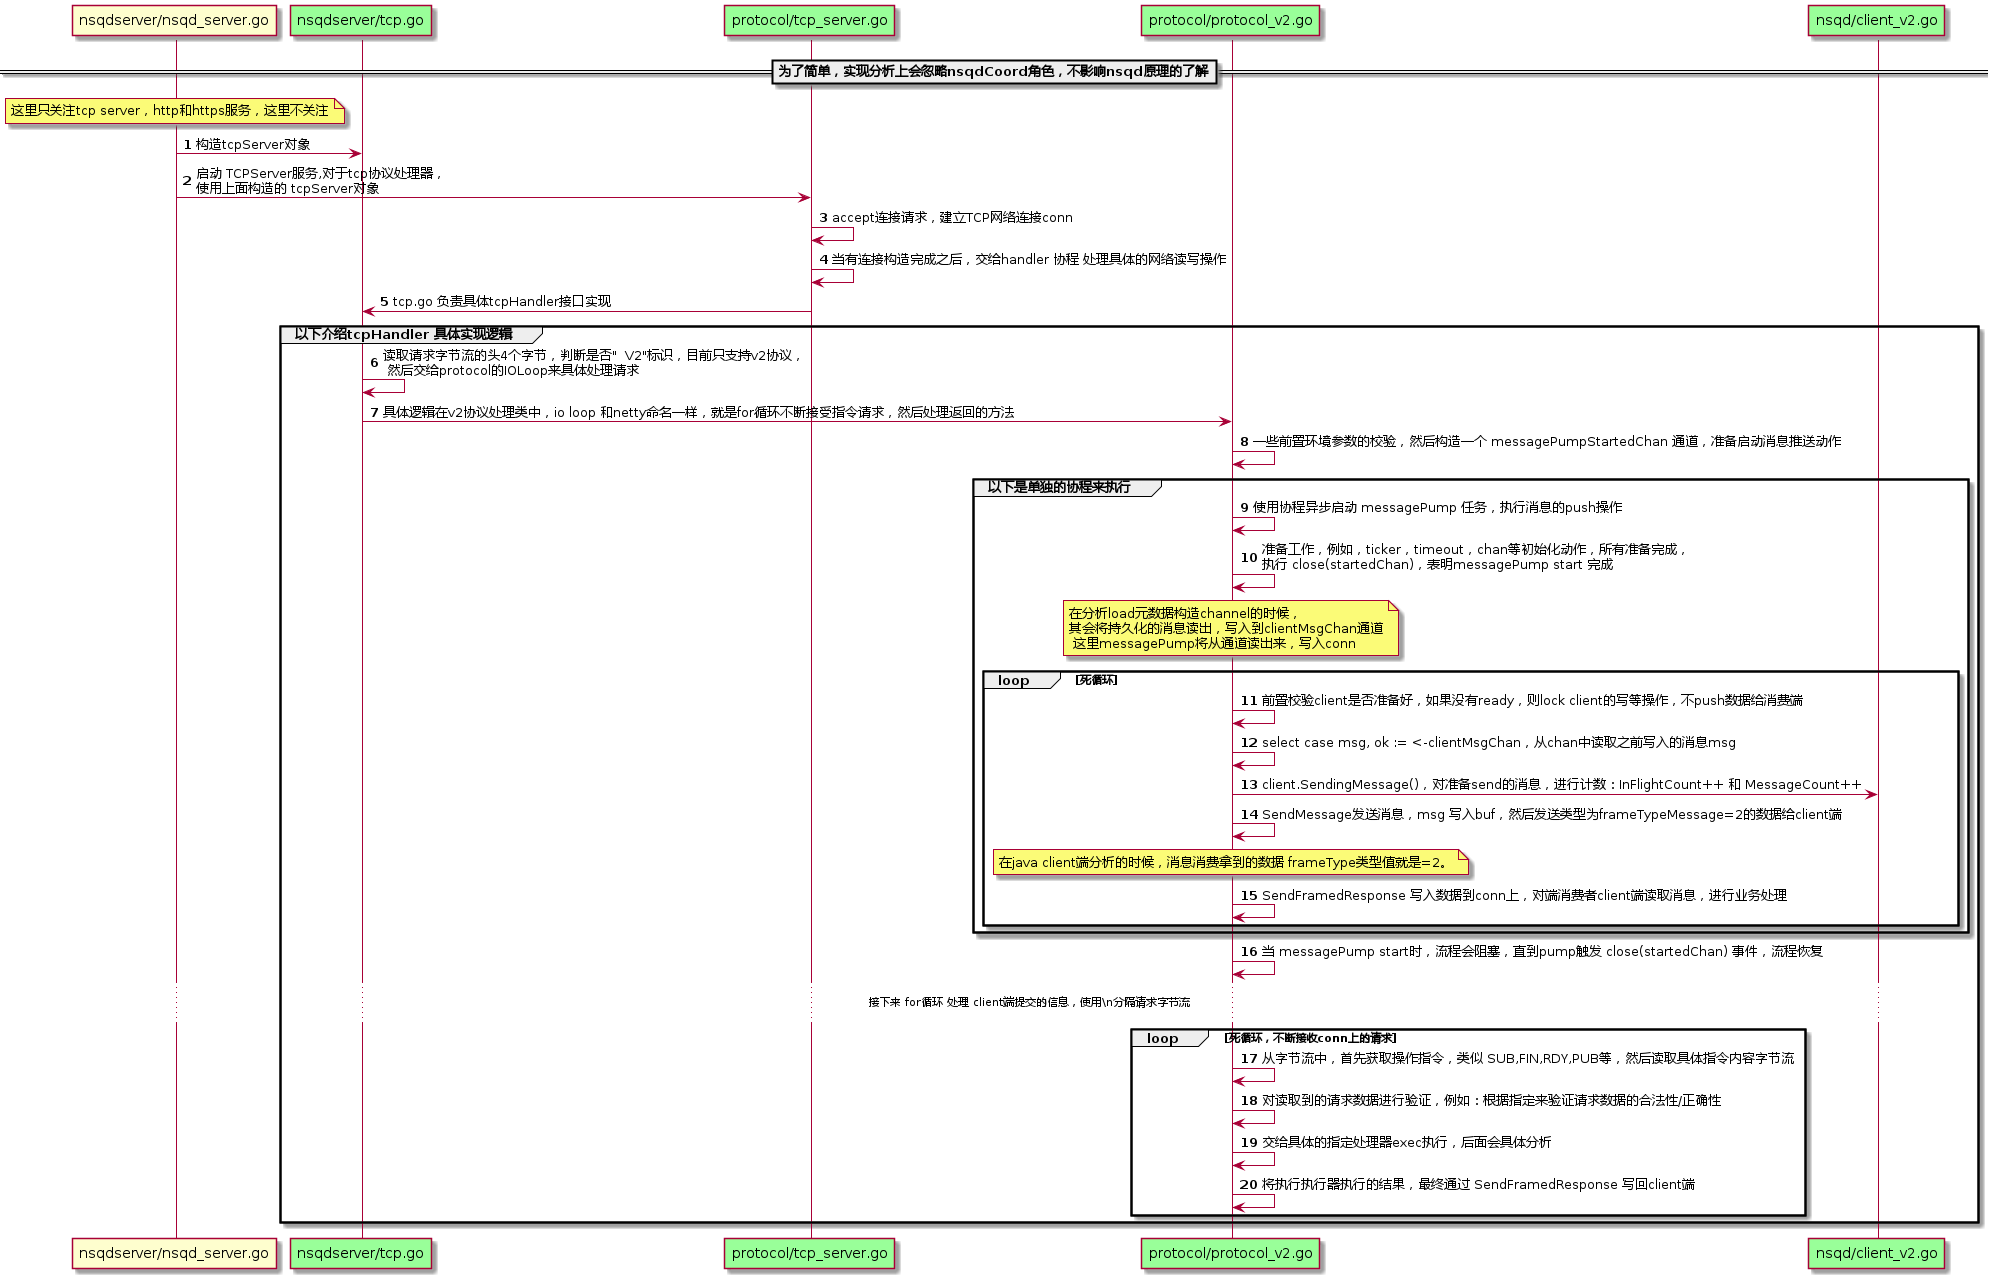 nsqdserver/nsqd_server.go
nsqdserver/tcp.go
protocol/tcp_server.go
protocol/protocol_v2.go
nsqd/client_v2.go
为了简单，实现分析上会忽略nsqdCoord角色，不影响nsqd原理的了解
这里只关注tcp server，http和https服务，这里不关注
1 构造tcpServer对象
2 启动 TCPServer服务,对于tcp协议处理器，
使用上面构造的 tcpServer对象
3 accept连接请求，建立TCP网络连接conn
4 当有连接构造完成之后，交给handler 协程 处理具体的网络读写操作
5 tcp.go 负责具体tcpHandler接口实现
以下介绍tcpHandler 具体实现逻辑
6 读取请求字节流的头4个字节，判断是否"  V2"标识，目前只支持v2协议，
然后交给protocol的IOLoop来具体处理请求
7 具体逻辑在v2协议处理类中，io loop 和netty命名一样，就是for循环不断接受指令请求，然后处理返回的方法
8 一些前置环境参数的校验，然后构造一个 messagePumpStartedChan 通道，准备启动消息推送动作
以下是单独的协程来执行
9 使用协程异步启动 messagePump 任务，执行消息的push操作
10 准备工作，例如，ticker，timeout，chan等初始化动作，所有准备完成，
执行 close(startedChan)，表明messagePump start 完成
在分析load元数据构造channel的时候，
其会将持久化的消息读出，写入到clientMsgChan通道
这里messagePump将从通道读出来，写入conn
loop [死循环]
11 前置校验client是否准备好，如果没有ready，则lock client的写等操作，不push数据给消费端
12 select case msg, ok := <-clientMsgChan，从chan中读取之前写入的消息msg
13 client.SendingMessage()，对准备send的消息，进行计数：InFlightCount++ 和 MessageCount++
14 SendMessage发送消息，msg 写入buf，然后发送类型为frameTypeMessage=2的数据给client端
在java client端分析的时候，消息消费拿到的数据 frameType类型值就是=2。
15 SendFramedResponse 写入数据到conn上，对端消费者client端读取消息，进行业务处理
16 当 messagePump start时，流程会阻塞，直到pump触发 close(startedChan) 事件，流程恢复
接下来 for循环 处理 client端提交的信息，使用\n分隔请求字节流
loop [死循环，不断接收conn上的请求]
17 从字节流中，首先获取操作指令，类似 SUB,FIN,RDY,PUB等，然后读取具体指令内容字节流
18 对读取到的请求数据进行验证，例如：根据指定来验证请求数据的合法性/正确性
19 交给具体的指定处理器exec执行，后面会具体分析
20 将执行执行器执行的结果，最终通过 SendFramedResponse 写回client端
nsqdserver/nsqd_server.go
nsqdserver/tcp.go
protocol/tcp_server.go
protocol/protocol_v2.go
nsqd/client_v2.go